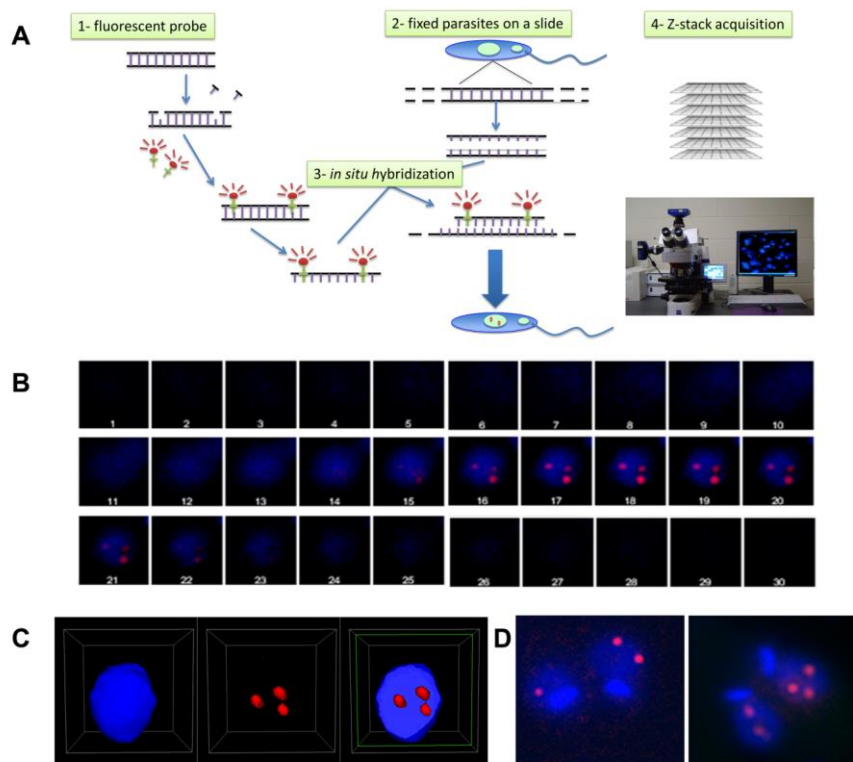 A
1- fluorescent probe
2- fixed parasites on a slide
4- Z-stack acquisition
3- in situ hybridization
B
1 2 3 4 5 6 7 8 9 10
11 12 13 14 15 16 17 18 19 20
21 22 23 24 25 26 27 28 29 30
C
D